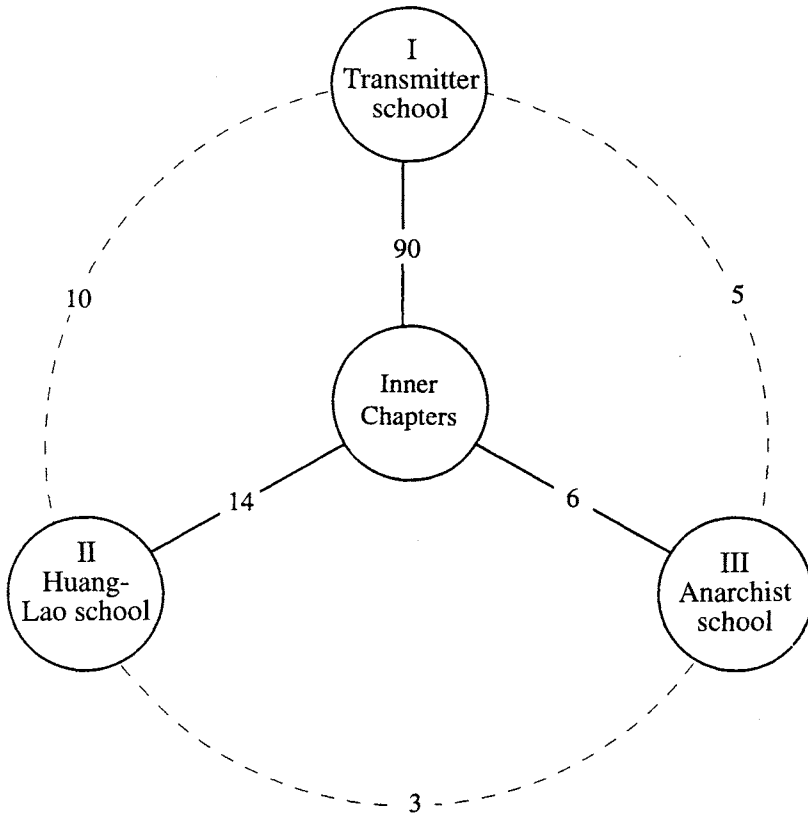 I
Transmitter
school
90
10
5
Inner
Chapters
14
6
II
Huang-
Lao school
III
Anarchist
school
3